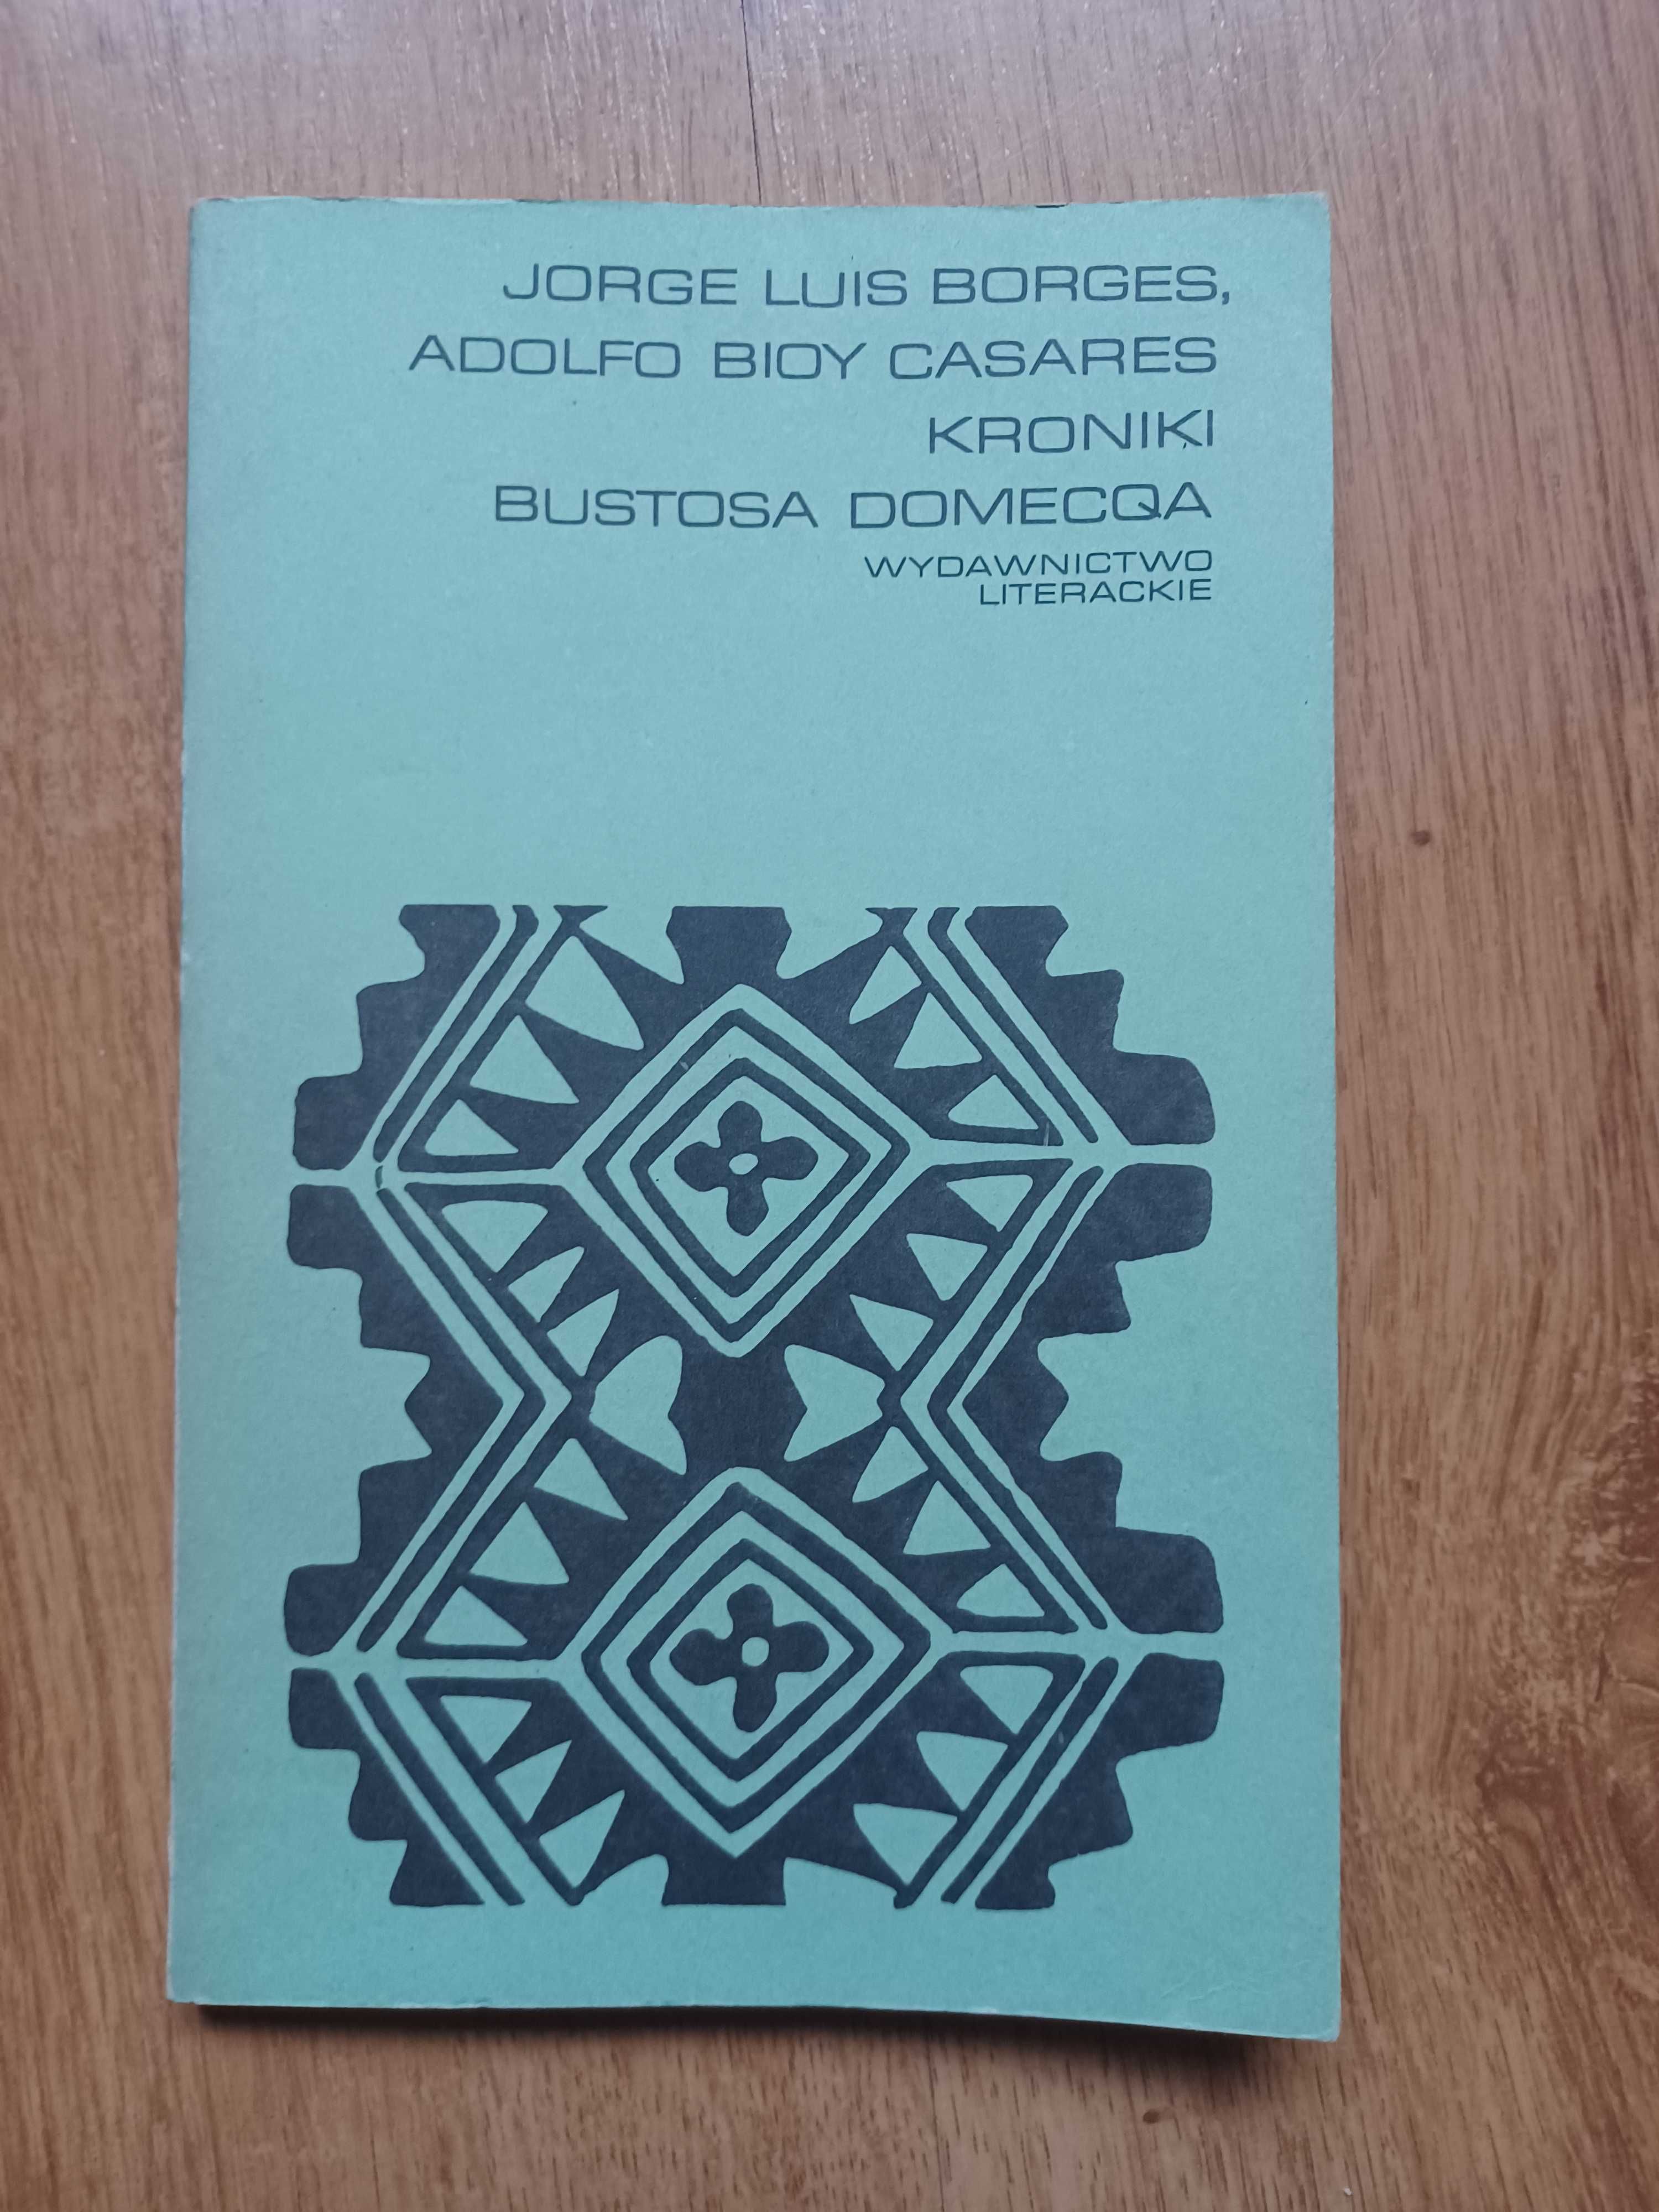 JORGE LUIS BORGES,
ADOLFO BIOY CASARES
KRONIKI
BUSTOSA DOMECQA
WYDAWNICTWO
LITERACKIE